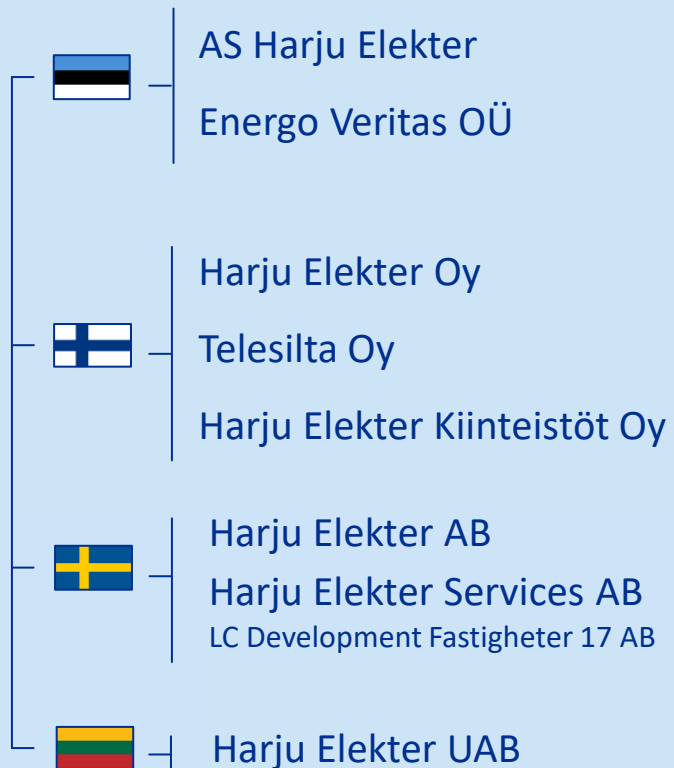 AS Harju Elekter
Energo Veritas OÜ
Harju Elekter Oy
Telesilta Oy
Harju Elekter Kiinteistöt Oy
Harju Elekter AB
Harju Elekter Services AB
LC Development Fastigheter 17 AB
Harju Elekter UAB